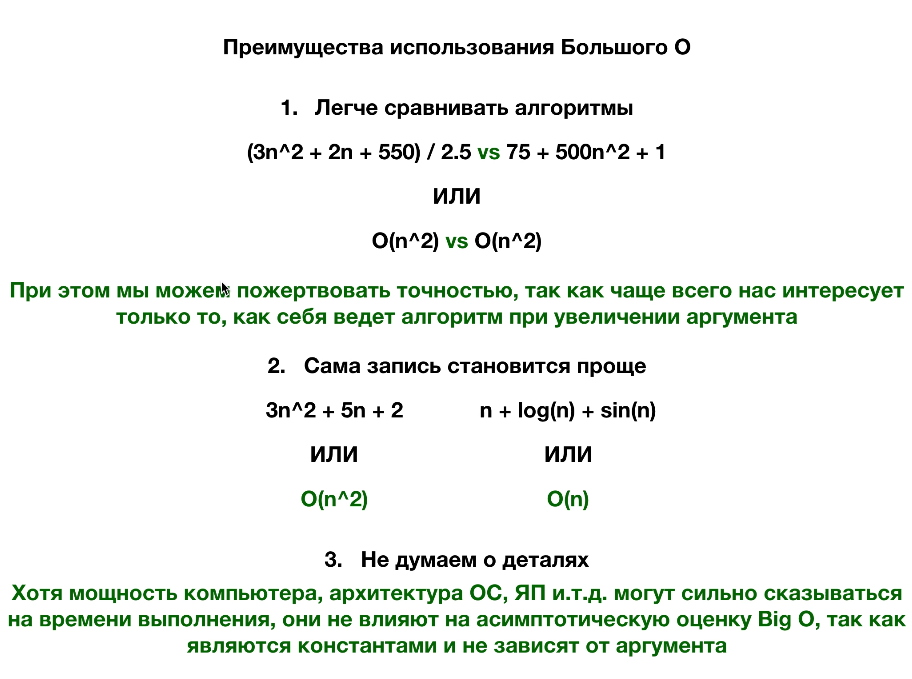 Преимущества использования Большого О
1. Легче сравнивать алгоритмы
(3n^2 + 2n + 550) / 2.5 vs 75 + 500n^2 + 1
ИЛИ
O(n^2) vs O(n^2)
При этом мы можем пожертвовать точностью, так как чаще всего нас интересует
только то, как себя ведет алгоритм при увеличении аргумента
2. Сама запись становится проще
3n^2 + 5n + 2 n + log(n) + sin(n)
ИЛИ ИЛИ
O(n^2) O(n)
3. Не думаем о деталях
Хотя мощность компьютера, архитектура ОС, ЯП и.т.д. могут сильно сказываться
на времени выполнения, они не влияют на асимптотическую оценку Big O, так как
являются константами и не зависят от аргумента